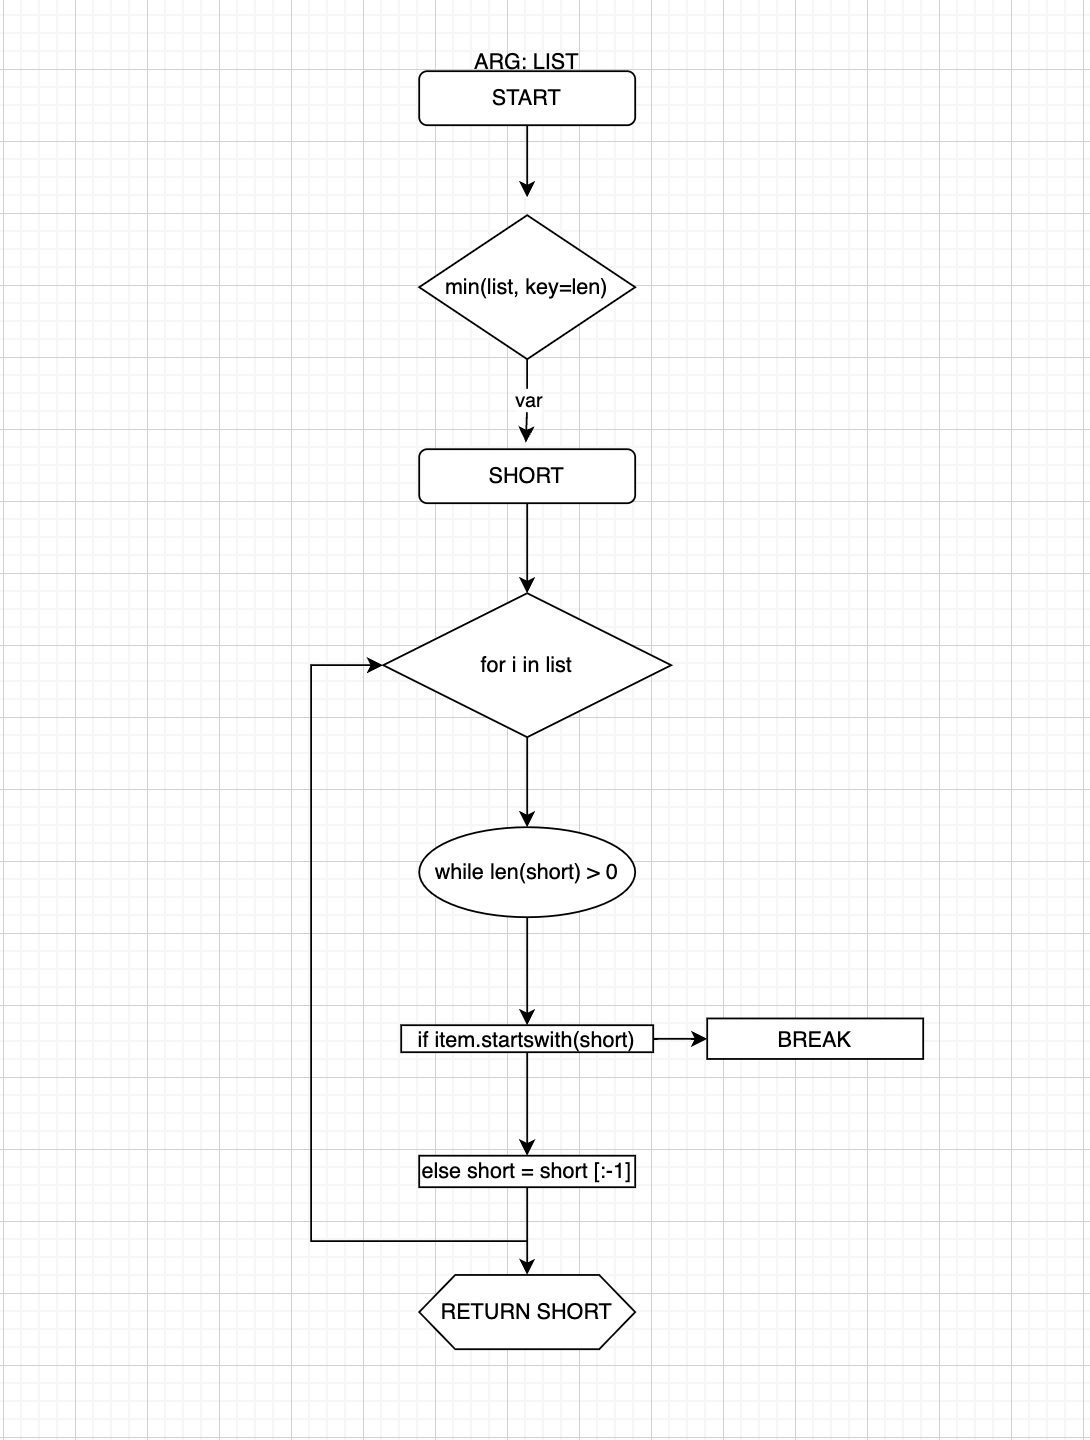 ARG: LIST
START
min(list, key=len)
var
SHORT
for i in list
while len(short) > 0
if item.startswith(short)
BREAK
else short = short [:-1]
RETURN SHORT